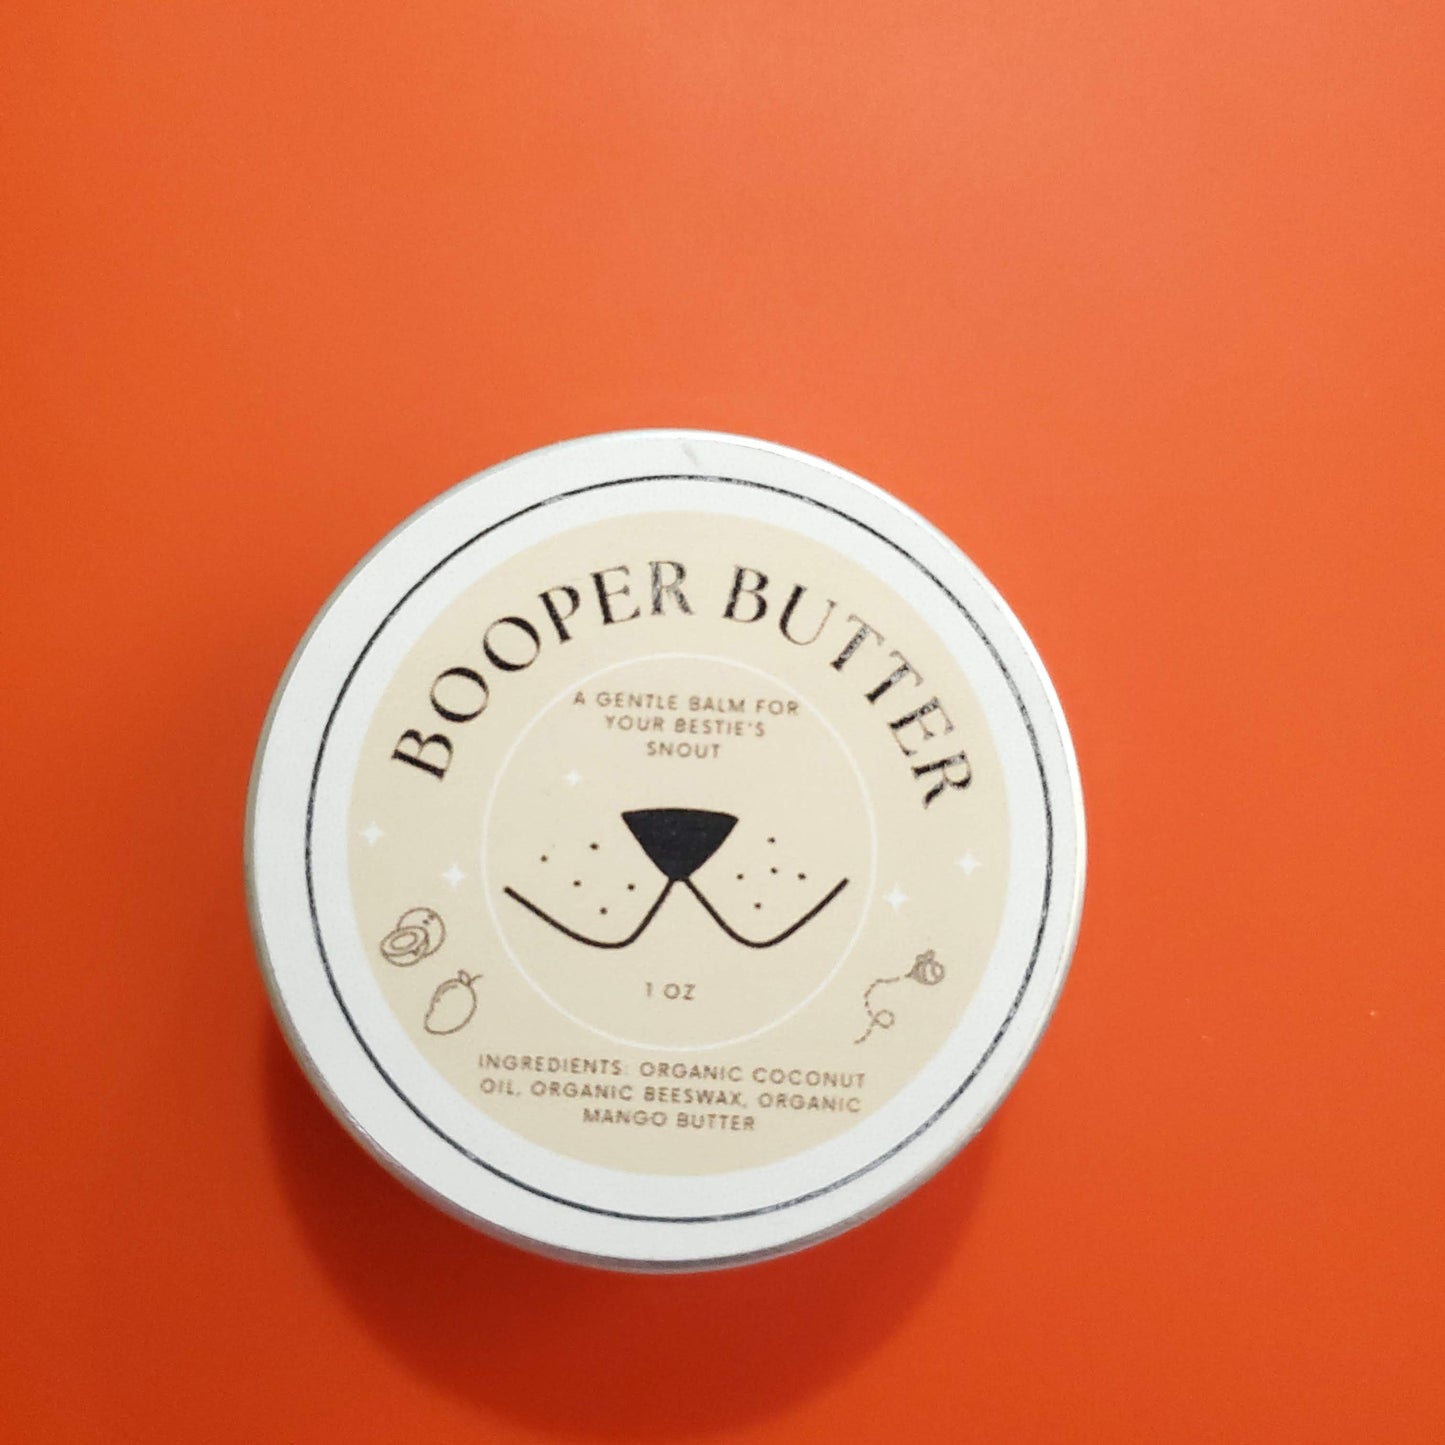 BOOPER BUTTER
A GENTLE BALM FOR
YOUR BESTIE'S
SNOUT
1 OZ
INGREDIENTS: ORGANIC COCONUT
OIL, ORGANIC BEESWAX, ORGANIC
MANGO BUTTER